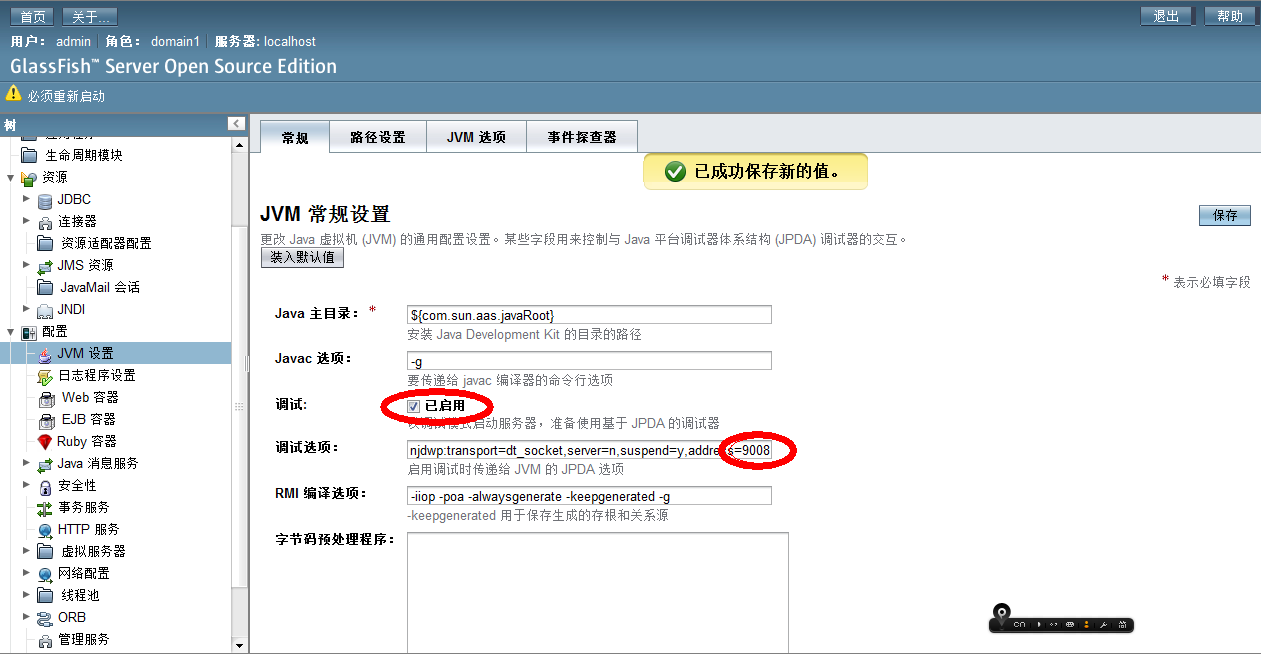 首页 关于... 退出 帮助
用户： admin 角色： domain1 服务器: localhost
GlassFish™ Server Open Source Edition
必须重新启动
树
生命周期模块
资源
JDBC
连接器
资源适配器配置
JMS 资源
JavaMail 会话
JNDI
配置
JVM 设置
日志程序设置
Web 容器
EJB 容器
Ruby 容器
Java 消息服务
安全性
事务服务
HTTP 服务
虚拟服务器
网络配置
线程池
ORB
管理服务
常规 路径设置 JVM 选项 事件探查器
已成功保存新的值。
JVM 常规设置
保存
更改 Java 虚拟机 (JVM) 的通用配置设置。某些字段用来控制与 Java 平台调试器体系结构 (JPDA) 调试器的交互。
装入默认值
* 表示必填字段
Java 主目录： * ${com.sun.aas.javaRoot}
安装 Java Development Kit 的目录的路径
Javac 选项： -g
要传递给 javac 编译器的命令行选项
调试: 已启用
以调试模式启动服务器，准备使用基于 JPDA 的调试器
调试选项： njdwp:transport=dt_socket,server=n,suspend=y,address=9008
启用调试时传递给 JVM 的 JPDA 选项
RMI 编译选项： -iiop -poa -alwaysgenerate -keepgenerated -g
-keepgenerated 用于保存生成的存根和关系源
字节码预处理程序：
CN 简